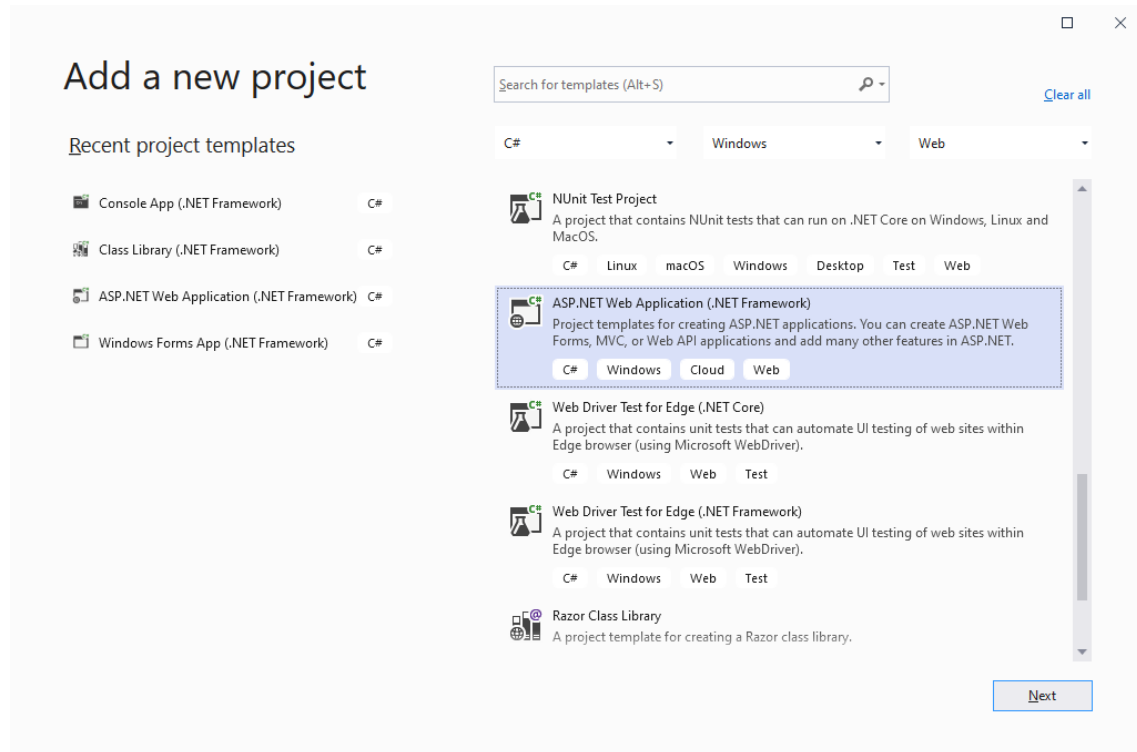 Add a new project
Search for templates (Alt+S)
Clear all
Recent project templates
C#
Windows
Web
Console App (.NET Framework) C#
Class Library (.NET Framework) C#
ASP.NET Web Application (.NET Framework) C#
Windows Forms App (.NET Framework) C#
C#
NUnit Test Project
A project that contains NUnit tests that can run on .NET Core on Windows, Linux and
MacOS.
C# Linux macOS Windows Desktop Test Web
C#
ASP.NET Web Application (.NET Framework)
Project templates for creating ASP.NET applications. You can create ASP.NET Web
Forms, MVC, or Web API applications and add many other features in ASP.NET.
C# Windows Cloud Web
C#
Web Driver Test for Edge (.NET Core)
A project that contains unit tests that can automate UI testing of web sites within
Edge browser (using Microsoft WebDriver).
C# Windows Web Test
C#
Web Driver Test for Edge (.NET Framework)
A project that contains unit tests that can automate UI testing of web sites within
Edge browser (using Microsoft WebDriver).
C# Windows Web Test
@
Razor Class Library
A project template for creating a Razor class library.
Next